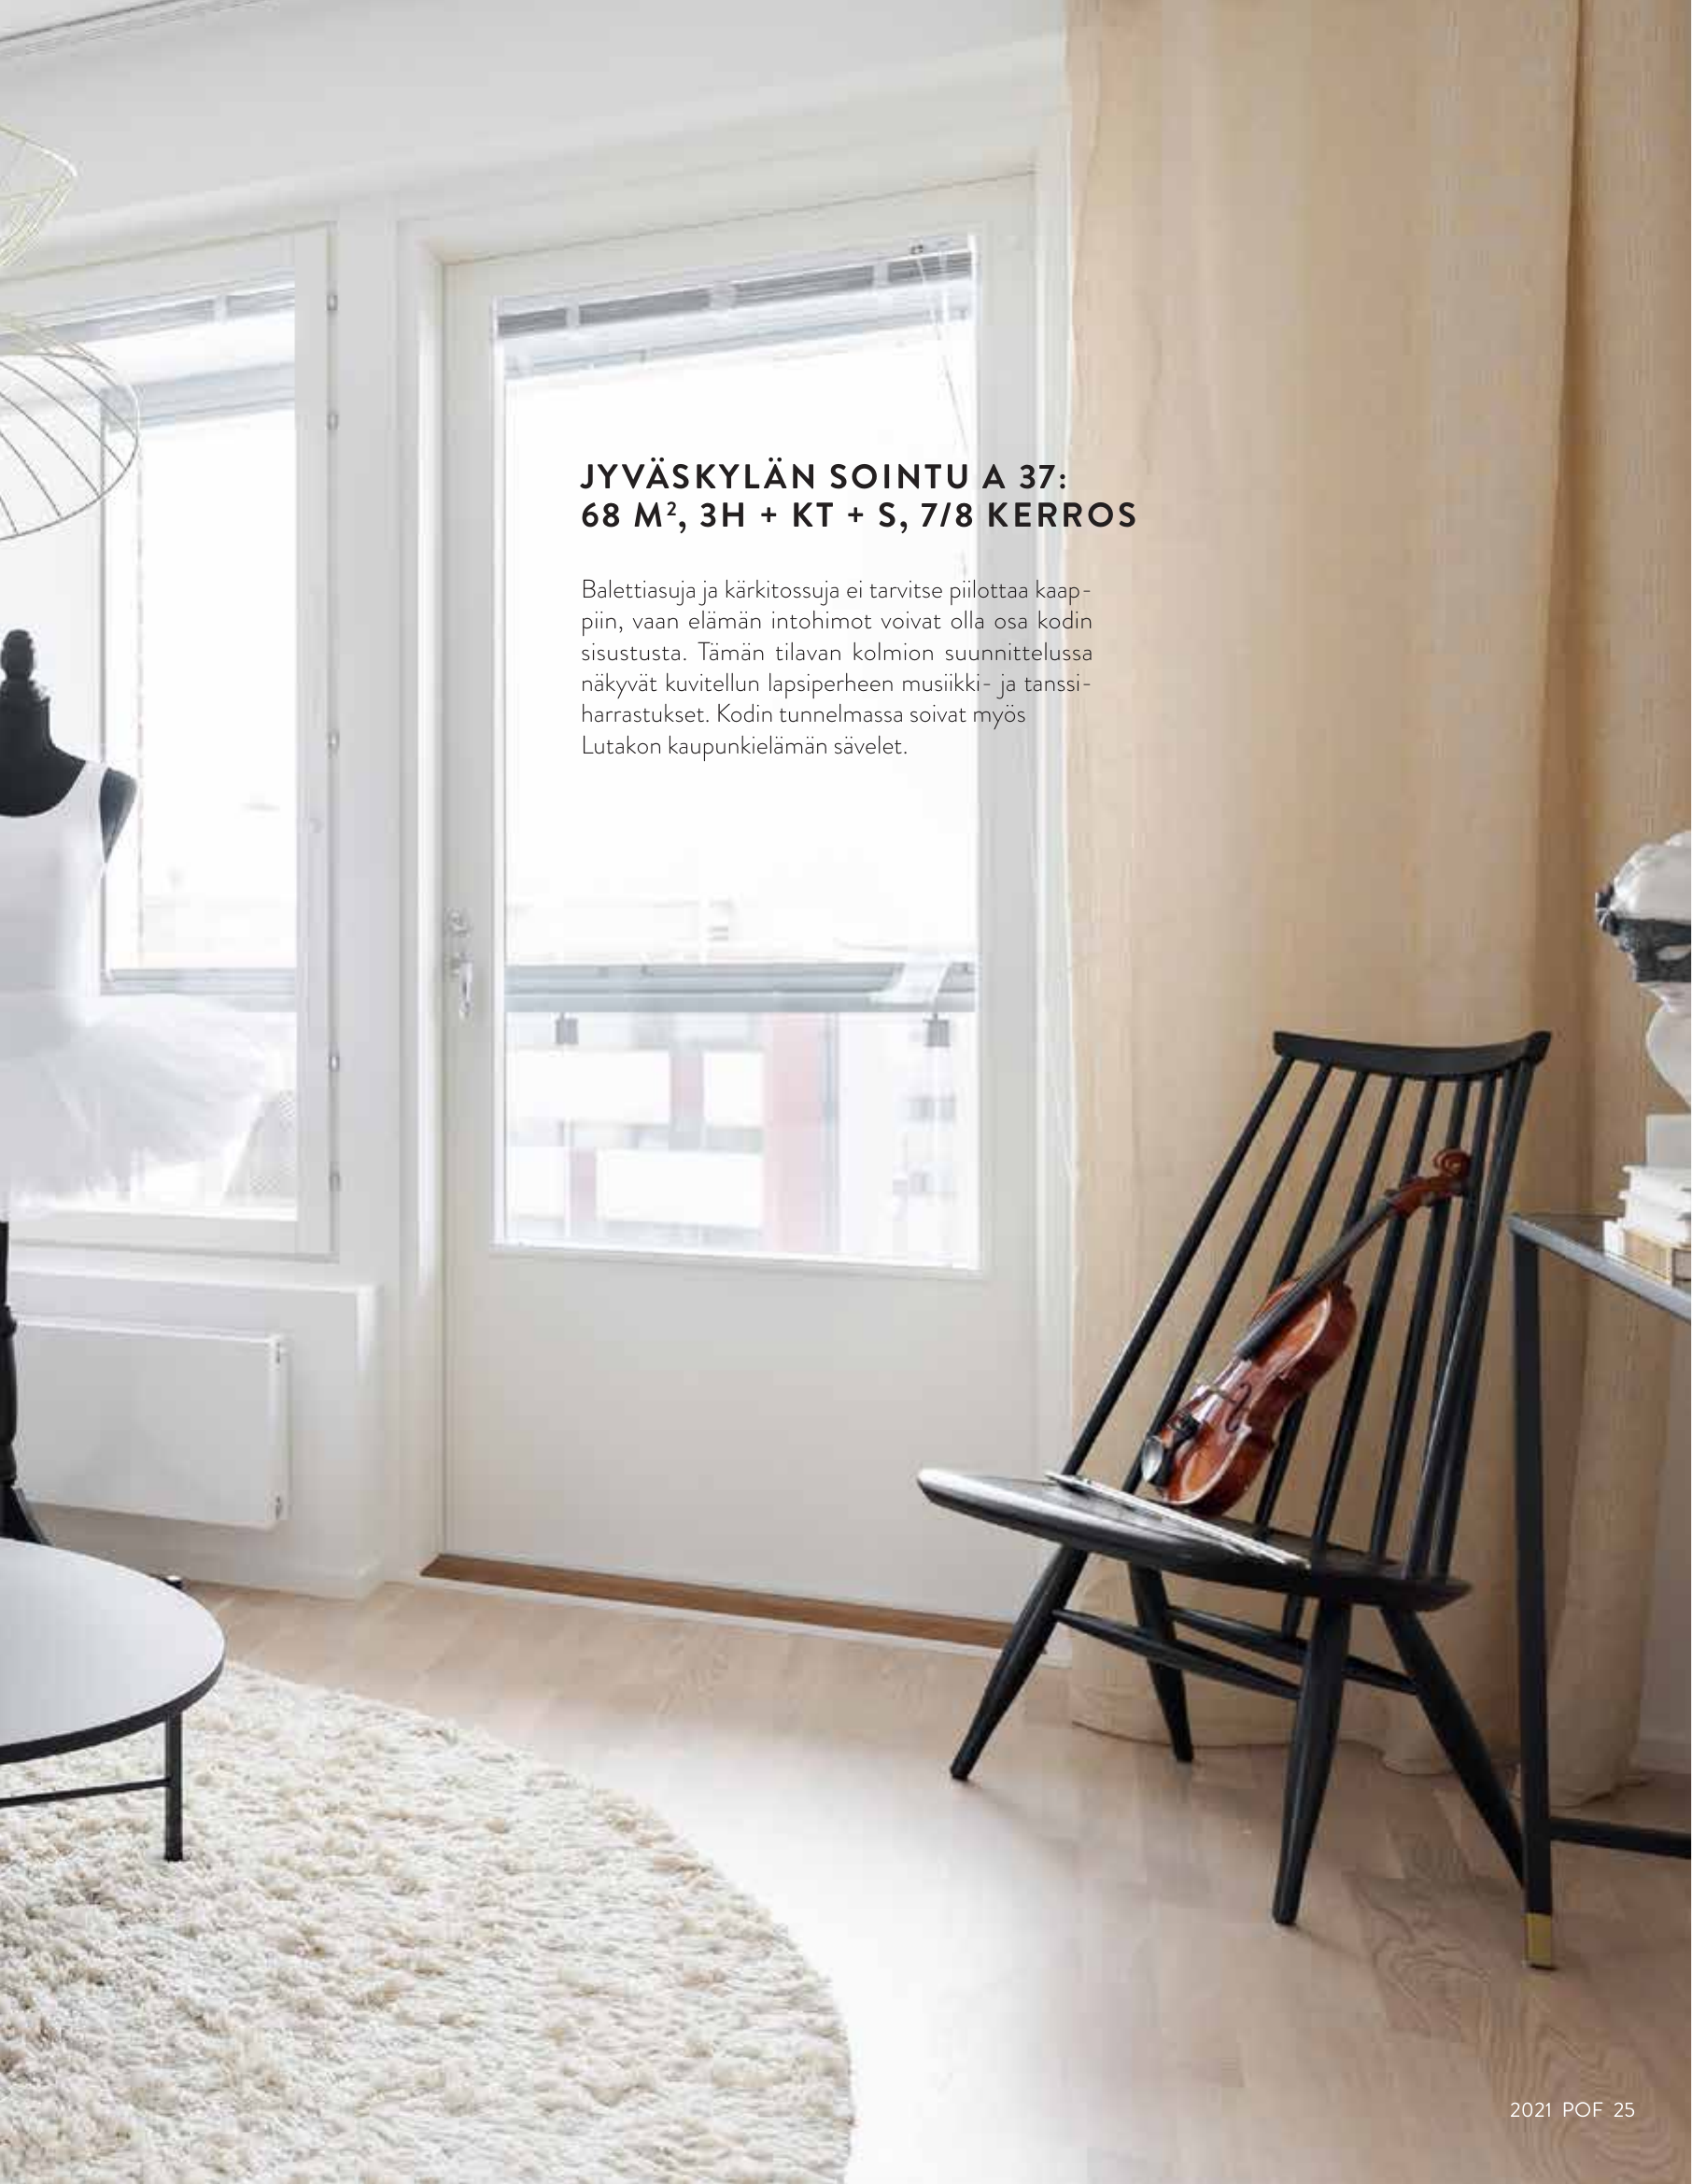 JYVÄSKYLÄN SOINTU A 37:
68 M², 3H + KT + S, 7/8 KERROS
Balettiasuja ja kärkitossuja ei tarvitse piilottaa kaap-
piin, vaan elämän intohimot voivat olla osa kodin
sisustusta. Tämän tilavan kolmion suunnittelussa
näkyvät kuvitellun lapsiperheen musiikki- ja tanssi-
harrastukset. Kodin tunnelmassa soivat myös
Lutakon kaupunkielämän sävelet.
2021 POF 25